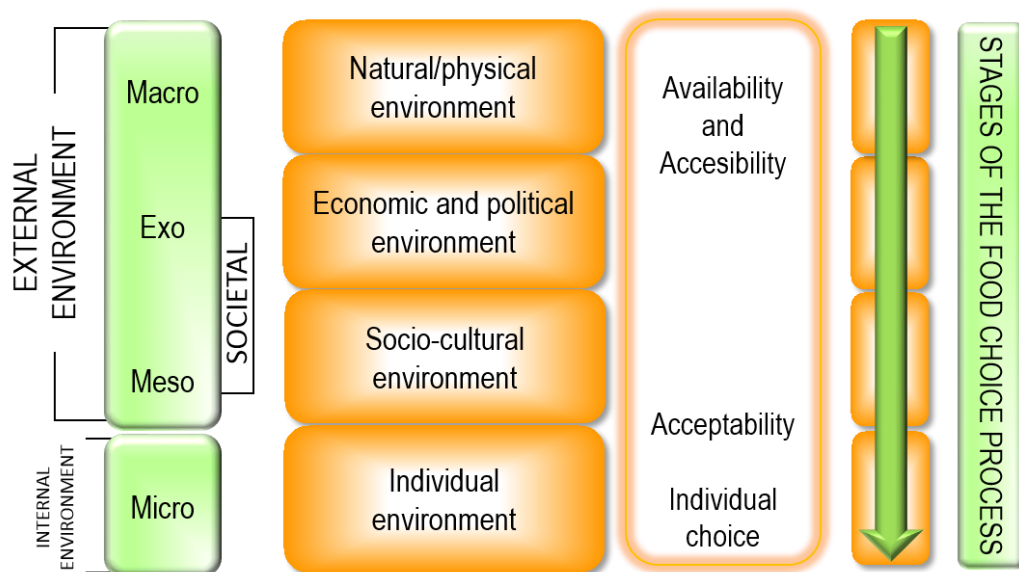 EXTERNAL
ENVIRONMENT
Macro
Exo
Meso
SOCIETAL
INTERNAL
ENVIRONMENT
Micro
Natural/physical
environment
Economic and political
environment
Socio-cultural
environment
Individual
environment
Availability
and
Accesibility
Acceptability
Individual
choice
STAGES OF THE FOOD CHOICE PROCESS